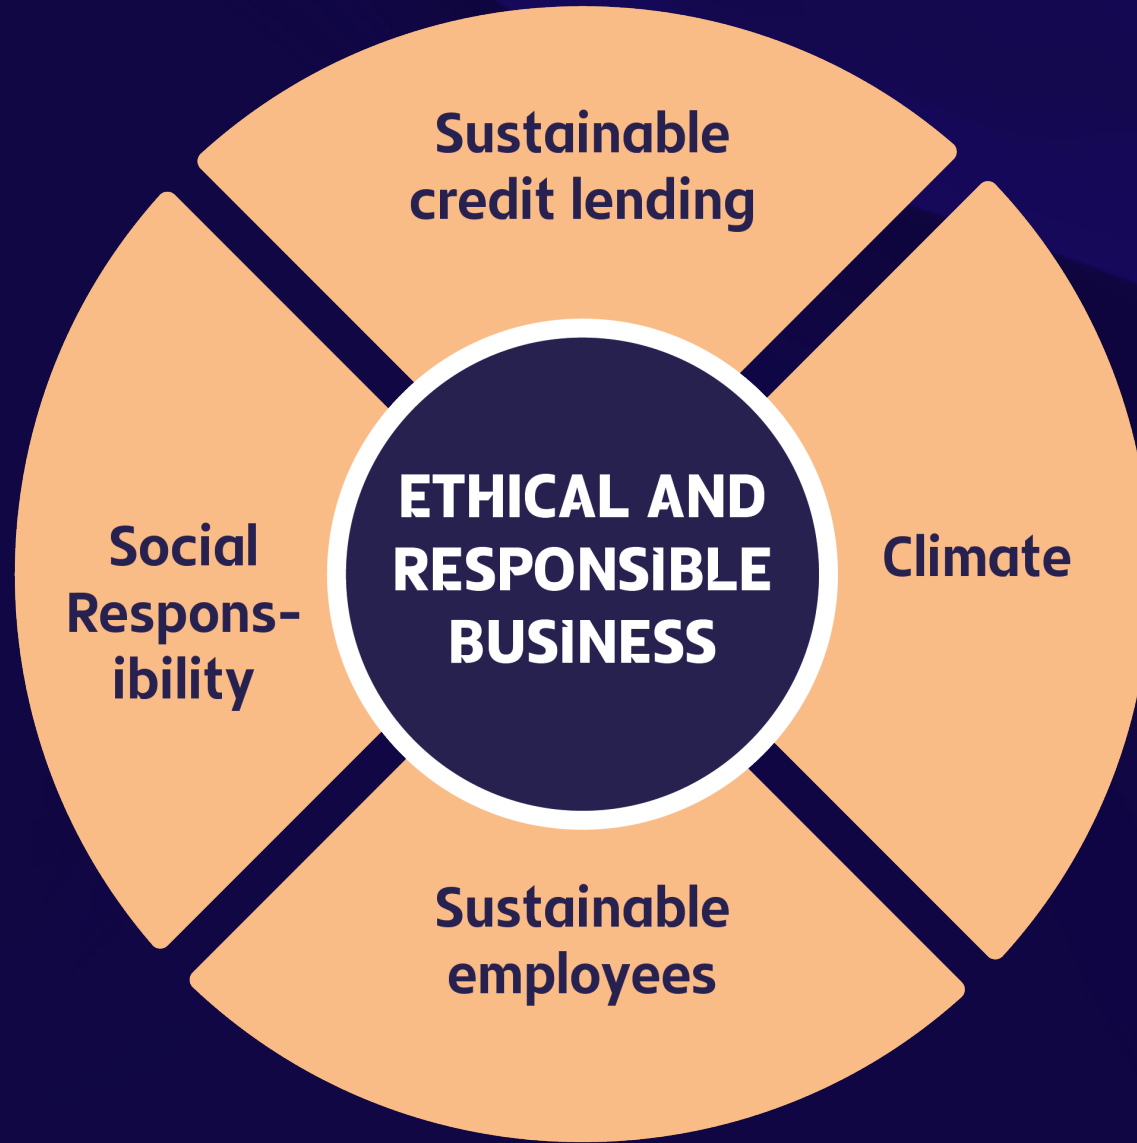 Sustainable
credit lending
ETHICAL AND
RESPONSIBLE
BUSINESS
Social
Respons-
ibility
Climate
Sustainable
employees